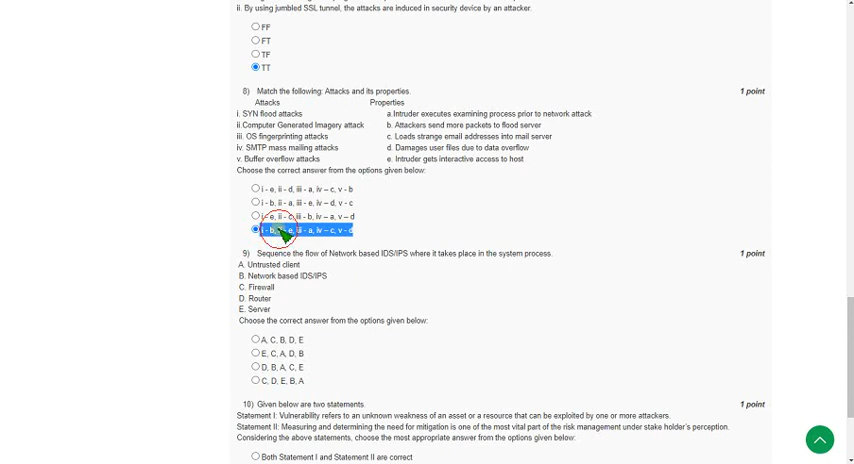 ii. By using jumbled SSL tunnel, the attacks are induced in security device by an attacker.
FF
FT
TF
TT
8) Match the following: Attacks and its properties. 1 point
Attacks Properties
i. SYN flood attacks a.Intruder executes examining process prior to network attack
ii.Computer Generated Imagery attack b. Attackers send more packets to flood server
iii. OS fingerprinting attacks c. Loads strange email addresses into mail server
iv. SMTP mass mailing attacks d. Damages user files due to data overflow
v. Buffer overflow attacks e. Intruder gets interactive access to host
Choose the correct answer from the options given below:
i - e, ii - d, iii - a, iv – c, v - b
i - b, ii - a, iii - e, iv – d, v - c
i - e, ii - c, iii - b, iv – a, v – d
i - b, e, iii - a, iv – c, v - d
9) Sequence the flow of Network based IDS/IPS where it takes place in the system process. 1 point
A. Untrusted client
B. Network based IDS/IPS
C. Firewall
D. Router
E. Server
Choose the correct answer from the options given below:
A, C, B, D, E
E, C, A, D, B
D, B, A, C, E
C, D, E, B, A
10) Given below are two statements. 1 point
Statement I: Vulnerability refers to an unknown weakness of an asset or a resource that can be exploited by one or more attackers.
Statement II: Measuring and determining the need for mitigation is one of the most vital part of the risk management under stake holder's perception.
Considering the above statements, choose the most appropriate answer from the options given below:
Both Statement I and Statement II are correct